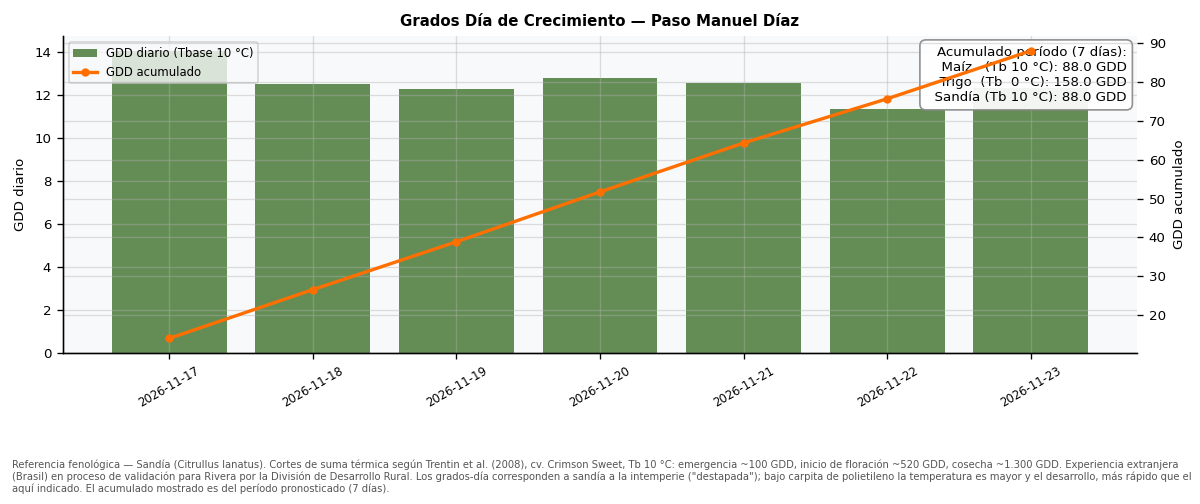 Grados Día de Crecimiento — Paso Manuel Díaz
GDD diario (Tbase 10 °C)
GDD acumulado
Acumulado período (7 días):
Maíz (Tb 10 °C): 88.0 GDD
Trigo (Tb 0 °C): 158.0 GDD
Sandía (Tb 10 °C): 88.0 GDD
GDD diario
14
12
10
8
6
4
2
0
GDD acumulado
90
80
70
60
50
40
30
20
2026-11-17
2026-11-18
2026-11-19
2026-11-20
2026-11-21
2026-11-22
2026-11-23
Referencia fenológica — Sandía (Citrullus lanatus). Cortes de suma térmica según Trentin et al. (2008), cv. Crimson Sweet, Tb 10 °C: emergencia ~100 GDD, inicio de floración ~520 GDD, cosecha ~1.300 GDD. Experiencia extranjera
(Brasil) en proceso de validación para Rivera por la División de Desarrollo Rural. Los grados-día corresponden a sandía a la intemperie ("destapada"); bajo carpita de polietileno la temperatura es mayor y el desarrollo, más rápido que el
aquí indicado. El acumulado mostrado es del período pronosticado (7 días).